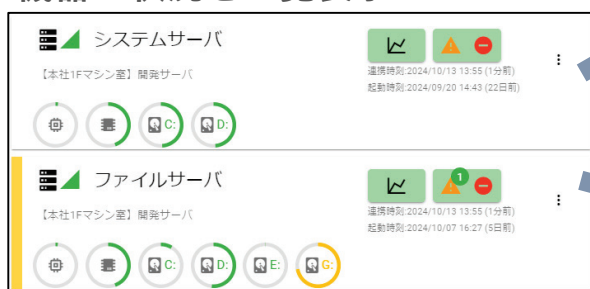 システムサーバ
【本社1Fマシン室】開発サーバ
連携時刻:2024/10/13 13:55 (1分前)
起動時刻:2024/09/20 14:43 (22日前)
C:
D:
ファイルサーバ
1
【本社1Fマシン室】開発サーバ
連携時刻:2024/10/13 13:55 (1分前)
起動時刻:2024/10/07 16:27 (5日前)
C:
D:
E:
G: